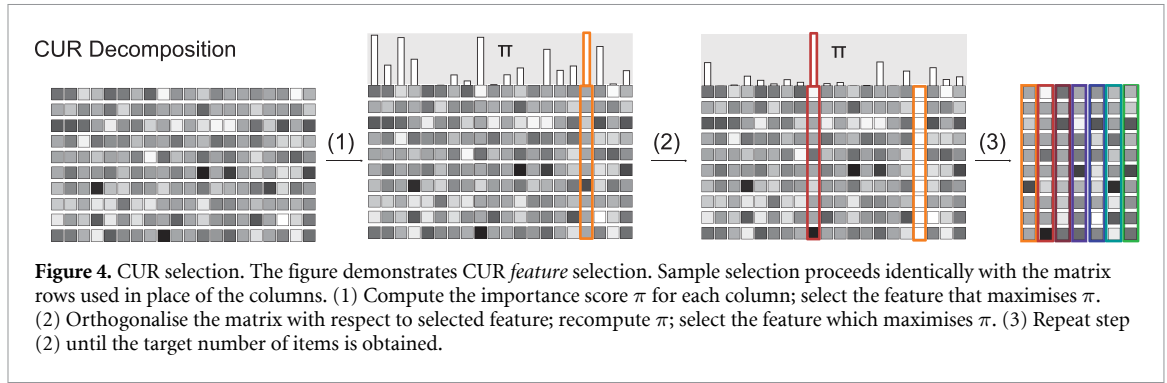 CUR Decomposition
π
π
(1)
(2)
(3)
Figure 4. CUR selection. The figure demonstrates CUR feature selection. Sample selection proceeds identically with the matrix
rows used in place of the columns. (1) Compute the importance score π for each column; select the feature that maximises π.
(2) Orthogonalise the matrix with respect to selected feature; recompute π; select the feature which maximises π. (3) Repeat step
(2) until the target number of items is obtained.